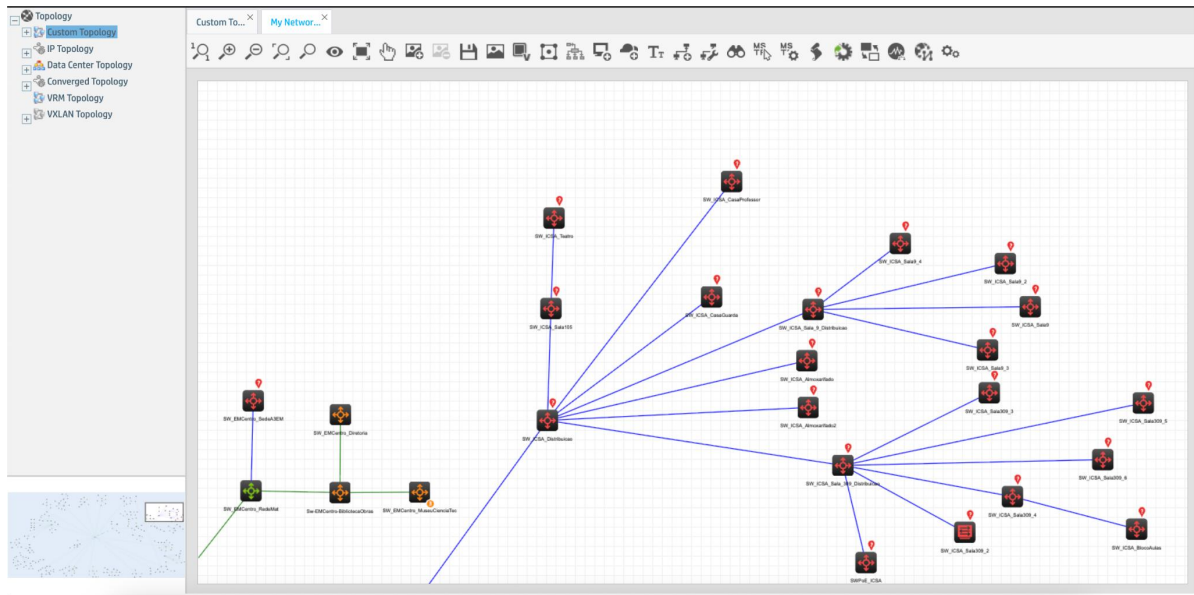 Topology
Custom Topology
IP Topology
Data Center Topology
Converged Topology
VRM Topology
VXLAN Topology
Custom To...
My Networ...
SW_ICSA_CasaProfessor
SW_ICSA_Teatro
SW_ICSA_Sala9_4
SW_ICSA_Sala9_2
SW_ICSA_CasaGuarita
SW_ICSA_Sala105
SW_ICSA_Sala_9_Distribuicao
SW_ICSA_Sala9
SW_ICSA_Sala9_3
SW_ICSA_Almoxarifado
SW_EMCentro_SedeA3EM
SW_EMCentro_Diretoria
SW_ICSA_Distribuicao
SW_ICSA_Almoxarifado2
SW_ICSA_Sala309_3
SW_ICSA_Sala309_5
SW_ICSA_Sala_309_Distribuicao
SW_ICSA_Sala309_6
SW_EMCentro_RedeMat
Sw-EMCentro-BibliotecaObras
SW_EMCentro_MuseuCienciaTec
SW_ICSA_Sala309_4
SW_ICSA_Sala309_2
SW_ICSA_BlocoAulas
SWPoE_ICSA